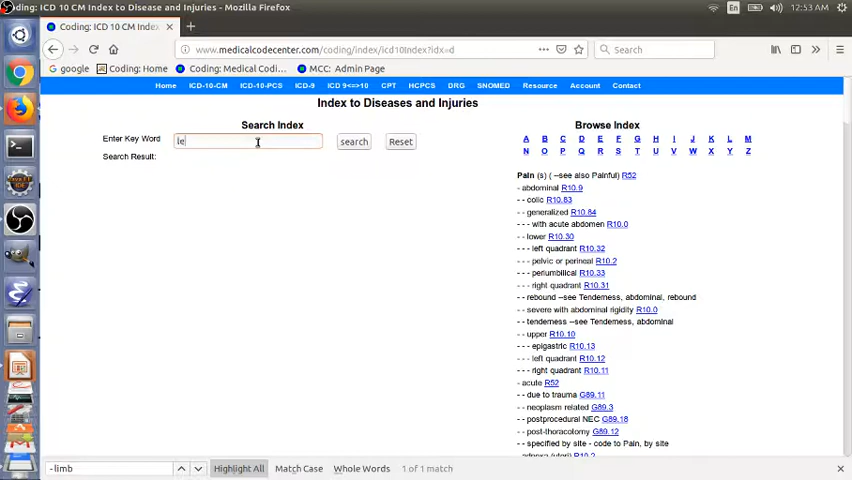 Coding: ICD 10 CM Index to Disease and Injuries - Mozilla Firefox
En
12:53 AM
Coding: ICD 10 CM Index
www.medicalcodecenter.com/coding/index/icd10Index?idx=d
Search
google
Coding: Home
Coding: Medical Codi...
MCC: Admin Page
Home ICD-10-CM ICD-10-PCS ICD-9 ICD 9<=>10 CPT HCPCS DRG SNOMED Resource Account Contact
Index to Diseases and Injuries
Search Index
Enter Key Word
le
search
Reset
Search Result:
Browse Index
A B C D E F G H I J K L M
N O P Q R S T U V W X Y Z
Pain (s) ( –see also Painful) R52
- abdominal R10.9
- - colic R10.83
- - generalized R10.84
- - - with acute abdomen R10.0
- - lower R10.30
- - - left quadrant R10.32
- - - pelvic or perineal R10.2
- - - periumbilical R10.33
- - - right quadrant R10.31
- - rebound –see Tenderness, abdominal, rebound
- - severe with abdominal rigidity R10.0
- - tenderness –see Tenderness, abdominal
- - upper R10.10
- - - epigastric R10.13
- - - left quadrant R10.12
- - - right quadrant R10.11
- acute R52
- - due to trauma G89.11
- - neoplasm related G89.3
- - postprocedural NEC G89.18
- - post-thoracotomy G89.12
- - specified by site - code to Pain, by site
- adnexa (uteri) R10.2
- limb
Highlight All
Match Case
Whole Words
1 of 1 match